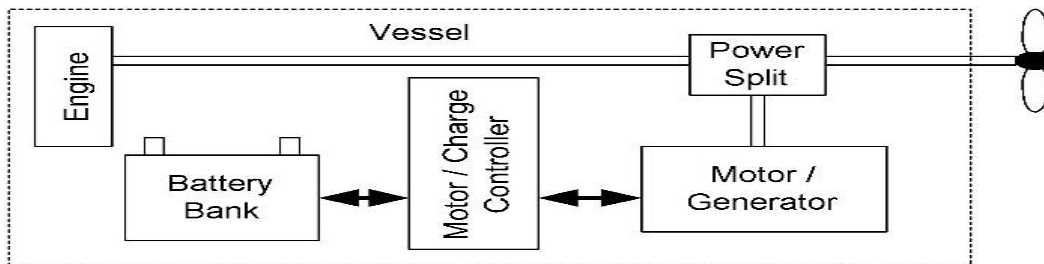 Vessel
Engine
Power
Split
Battery
Bank
Motor / Charge
Controller
Motor /
Generator